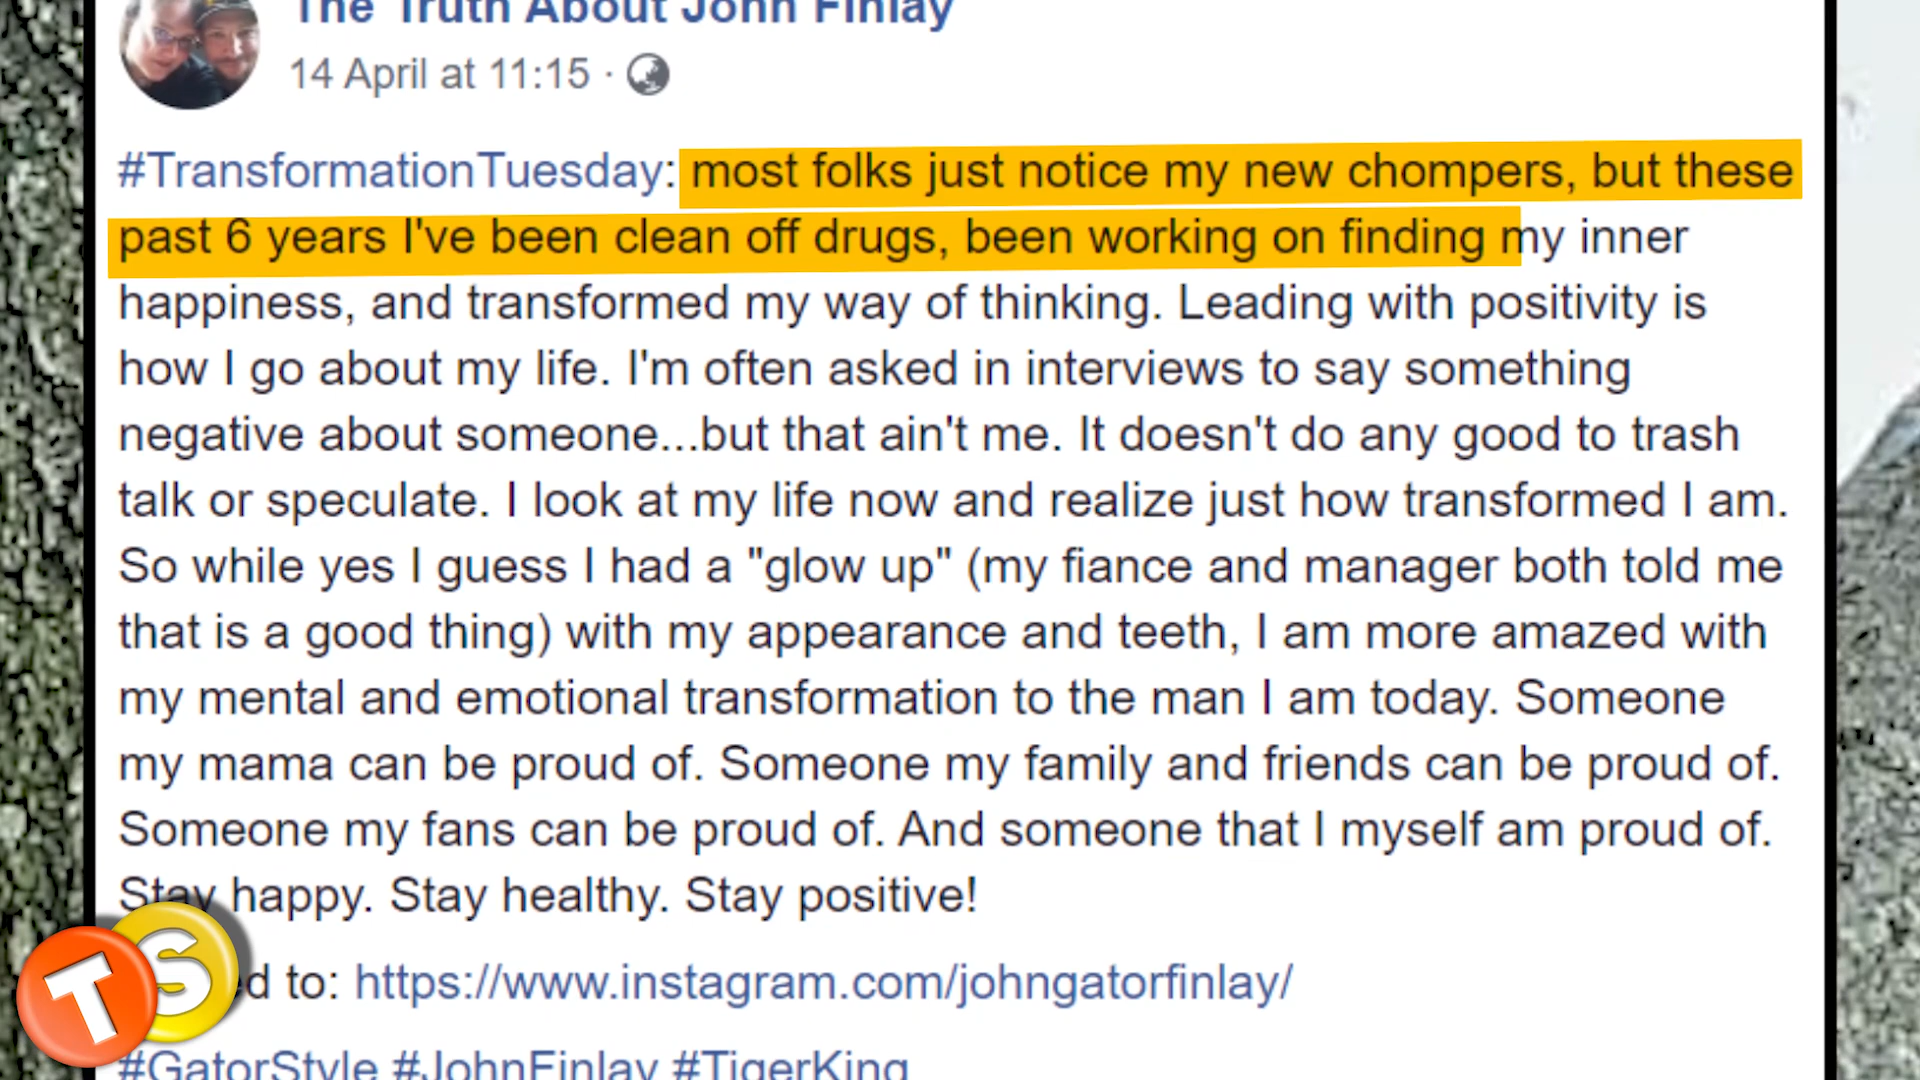 The Truth About John Finlay
14 April at 11:15 ·
#TransformationTuesday: most folks just notice my new chompers, but these
past 6 years I've been clean off drugs, been working on finding my inner
happiness, and transformed my way of thinking. Leading with positivity is
how I go about my life. I'm often asked in interviews to say something
negative about someone...but that ain't me. It doesn't do any good to trash
talk or speculate. I look at my life now and realize just how transformed I am.
So while yes I guess I had a "glow up" (my fiance and manager both told me
that is a good thing) with my appearance and teeth, I am more amazed with
my mental and emotional transformation to the man I am today. Someone
my mama can be proud of. Someone my family and friends can be proud of.
Someone my fans can be proud of. And someone that I myself am proud of.
Stay happy. Stay healthy. Stay positive!
to: https://www.instagram.com/johngatorfinlay/
#GatorStyle #JohnFinlay #TigerKing
TS